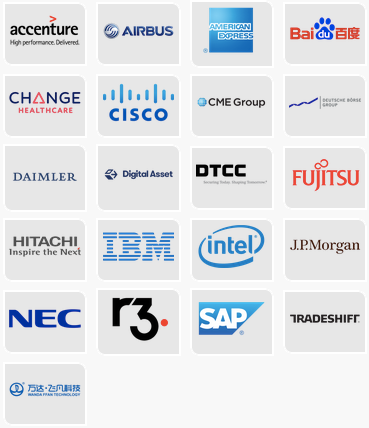 accenture
High performance. Delivered.
AIRBUS
AMERICAN
EXPRESS
®
Bai du 百度
CHANGE
HEALTHCARE
CISCO
CME Group
DEUTSCHE BÖRSE
GROUP
DAIMLER
Digital Asset
DTCC
Securing Today. Shaping Tomorrow.®
FUJITSU
HITACHI
Inspire the Next
IBM
intel
J.P.Morgan
NEC
r3.
SAP
®
TRADESHIFT
万达·飞凡科技
WANDA FFAN TECHNOLOGY